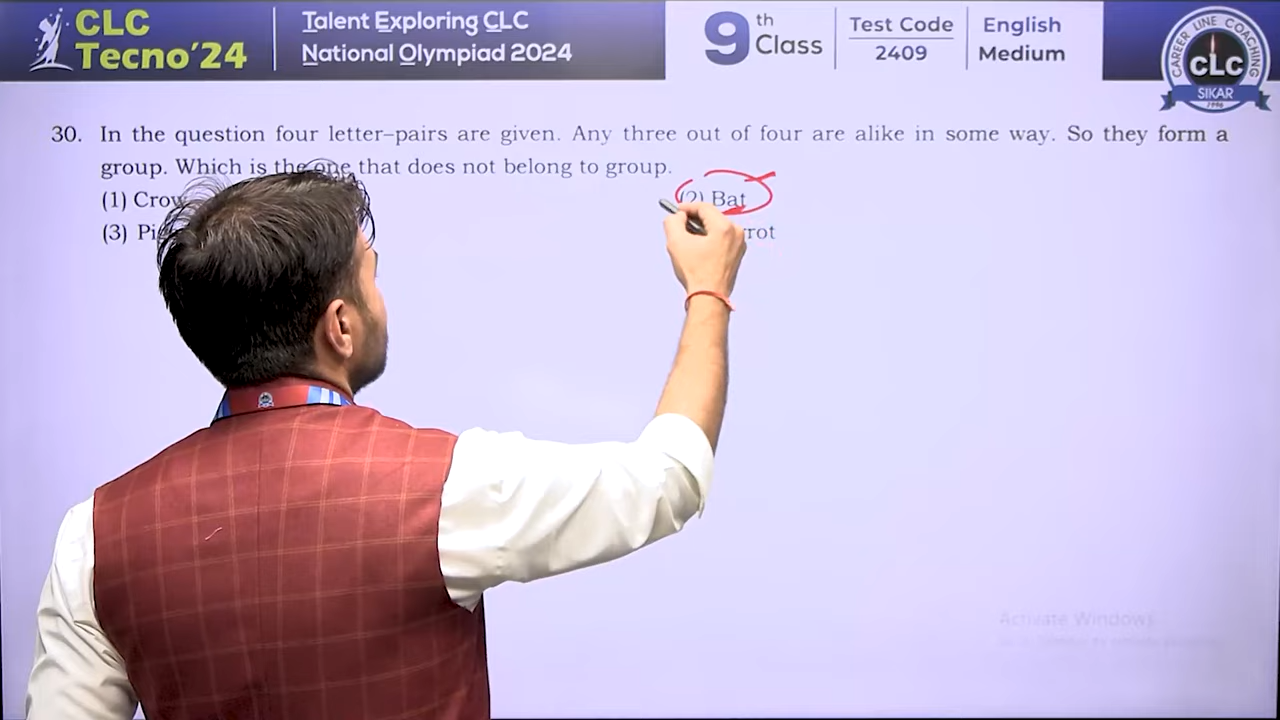 CLC
Tecno'24
Talent Exploring CLC
National Olympiad 2024
9th Class
Test Code
2409
English
Medium
CAREER LINE COACHING
CLC
SIKAR
1996
30. In the question four letter–pairs are given. Any three out of four are alike in some way. So they form a
group. Which is the one that does not belong to group.
(1)
(2) Bat
(3)
Activate Windows